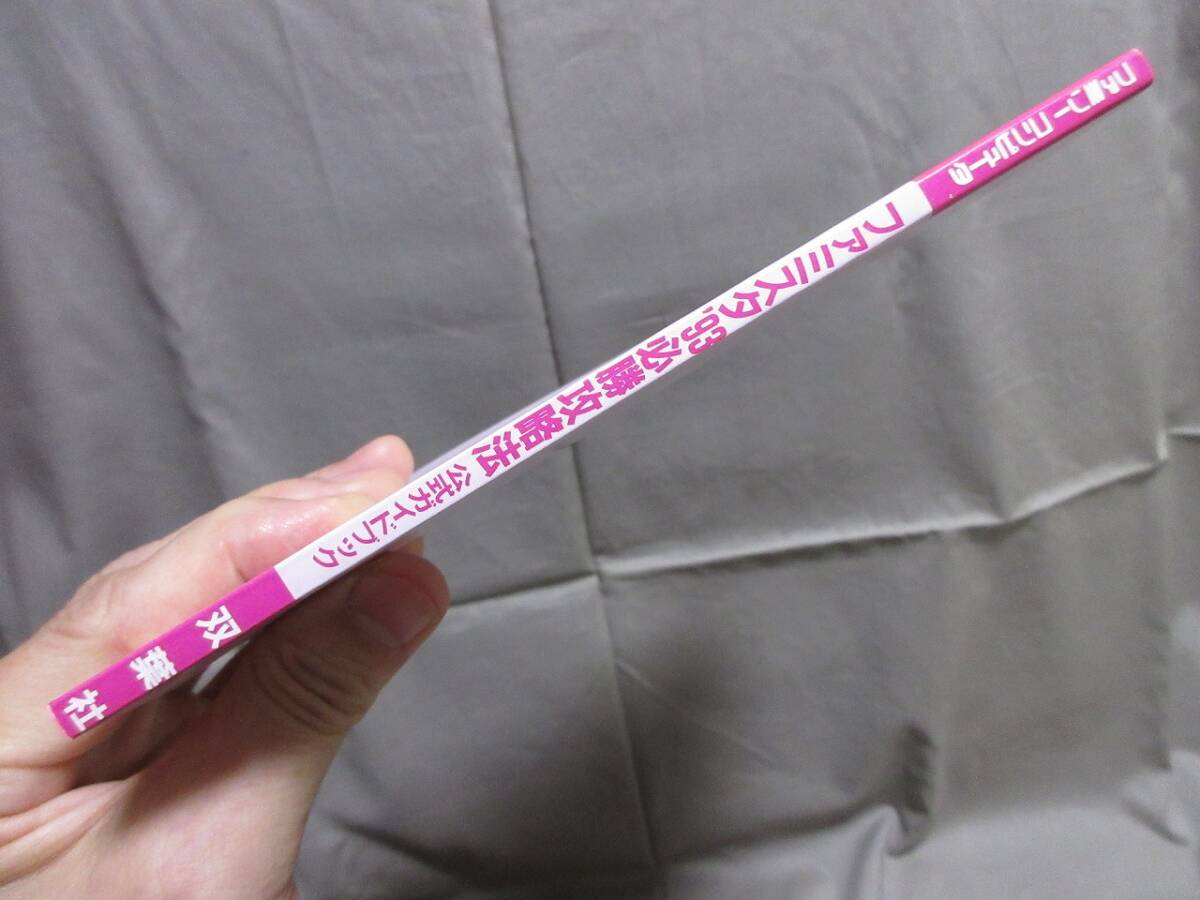 ファミリーコンピュータ
ファミスタ'93必勝攻略法 公式ガイドブック
双葉社